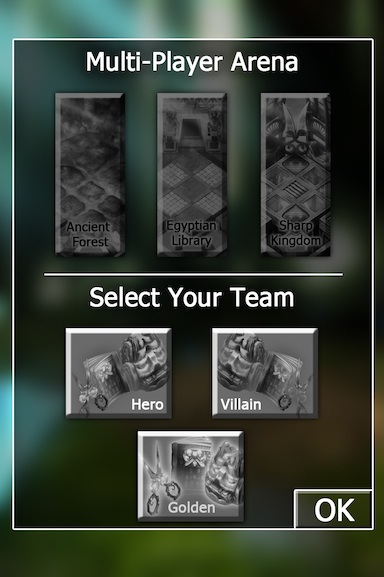 Multi-Player Arena
Ancient
Forest
Egyptian
Library
Sharp
Kingdom
Select Your Team
Hero
Villain
Golden
OK